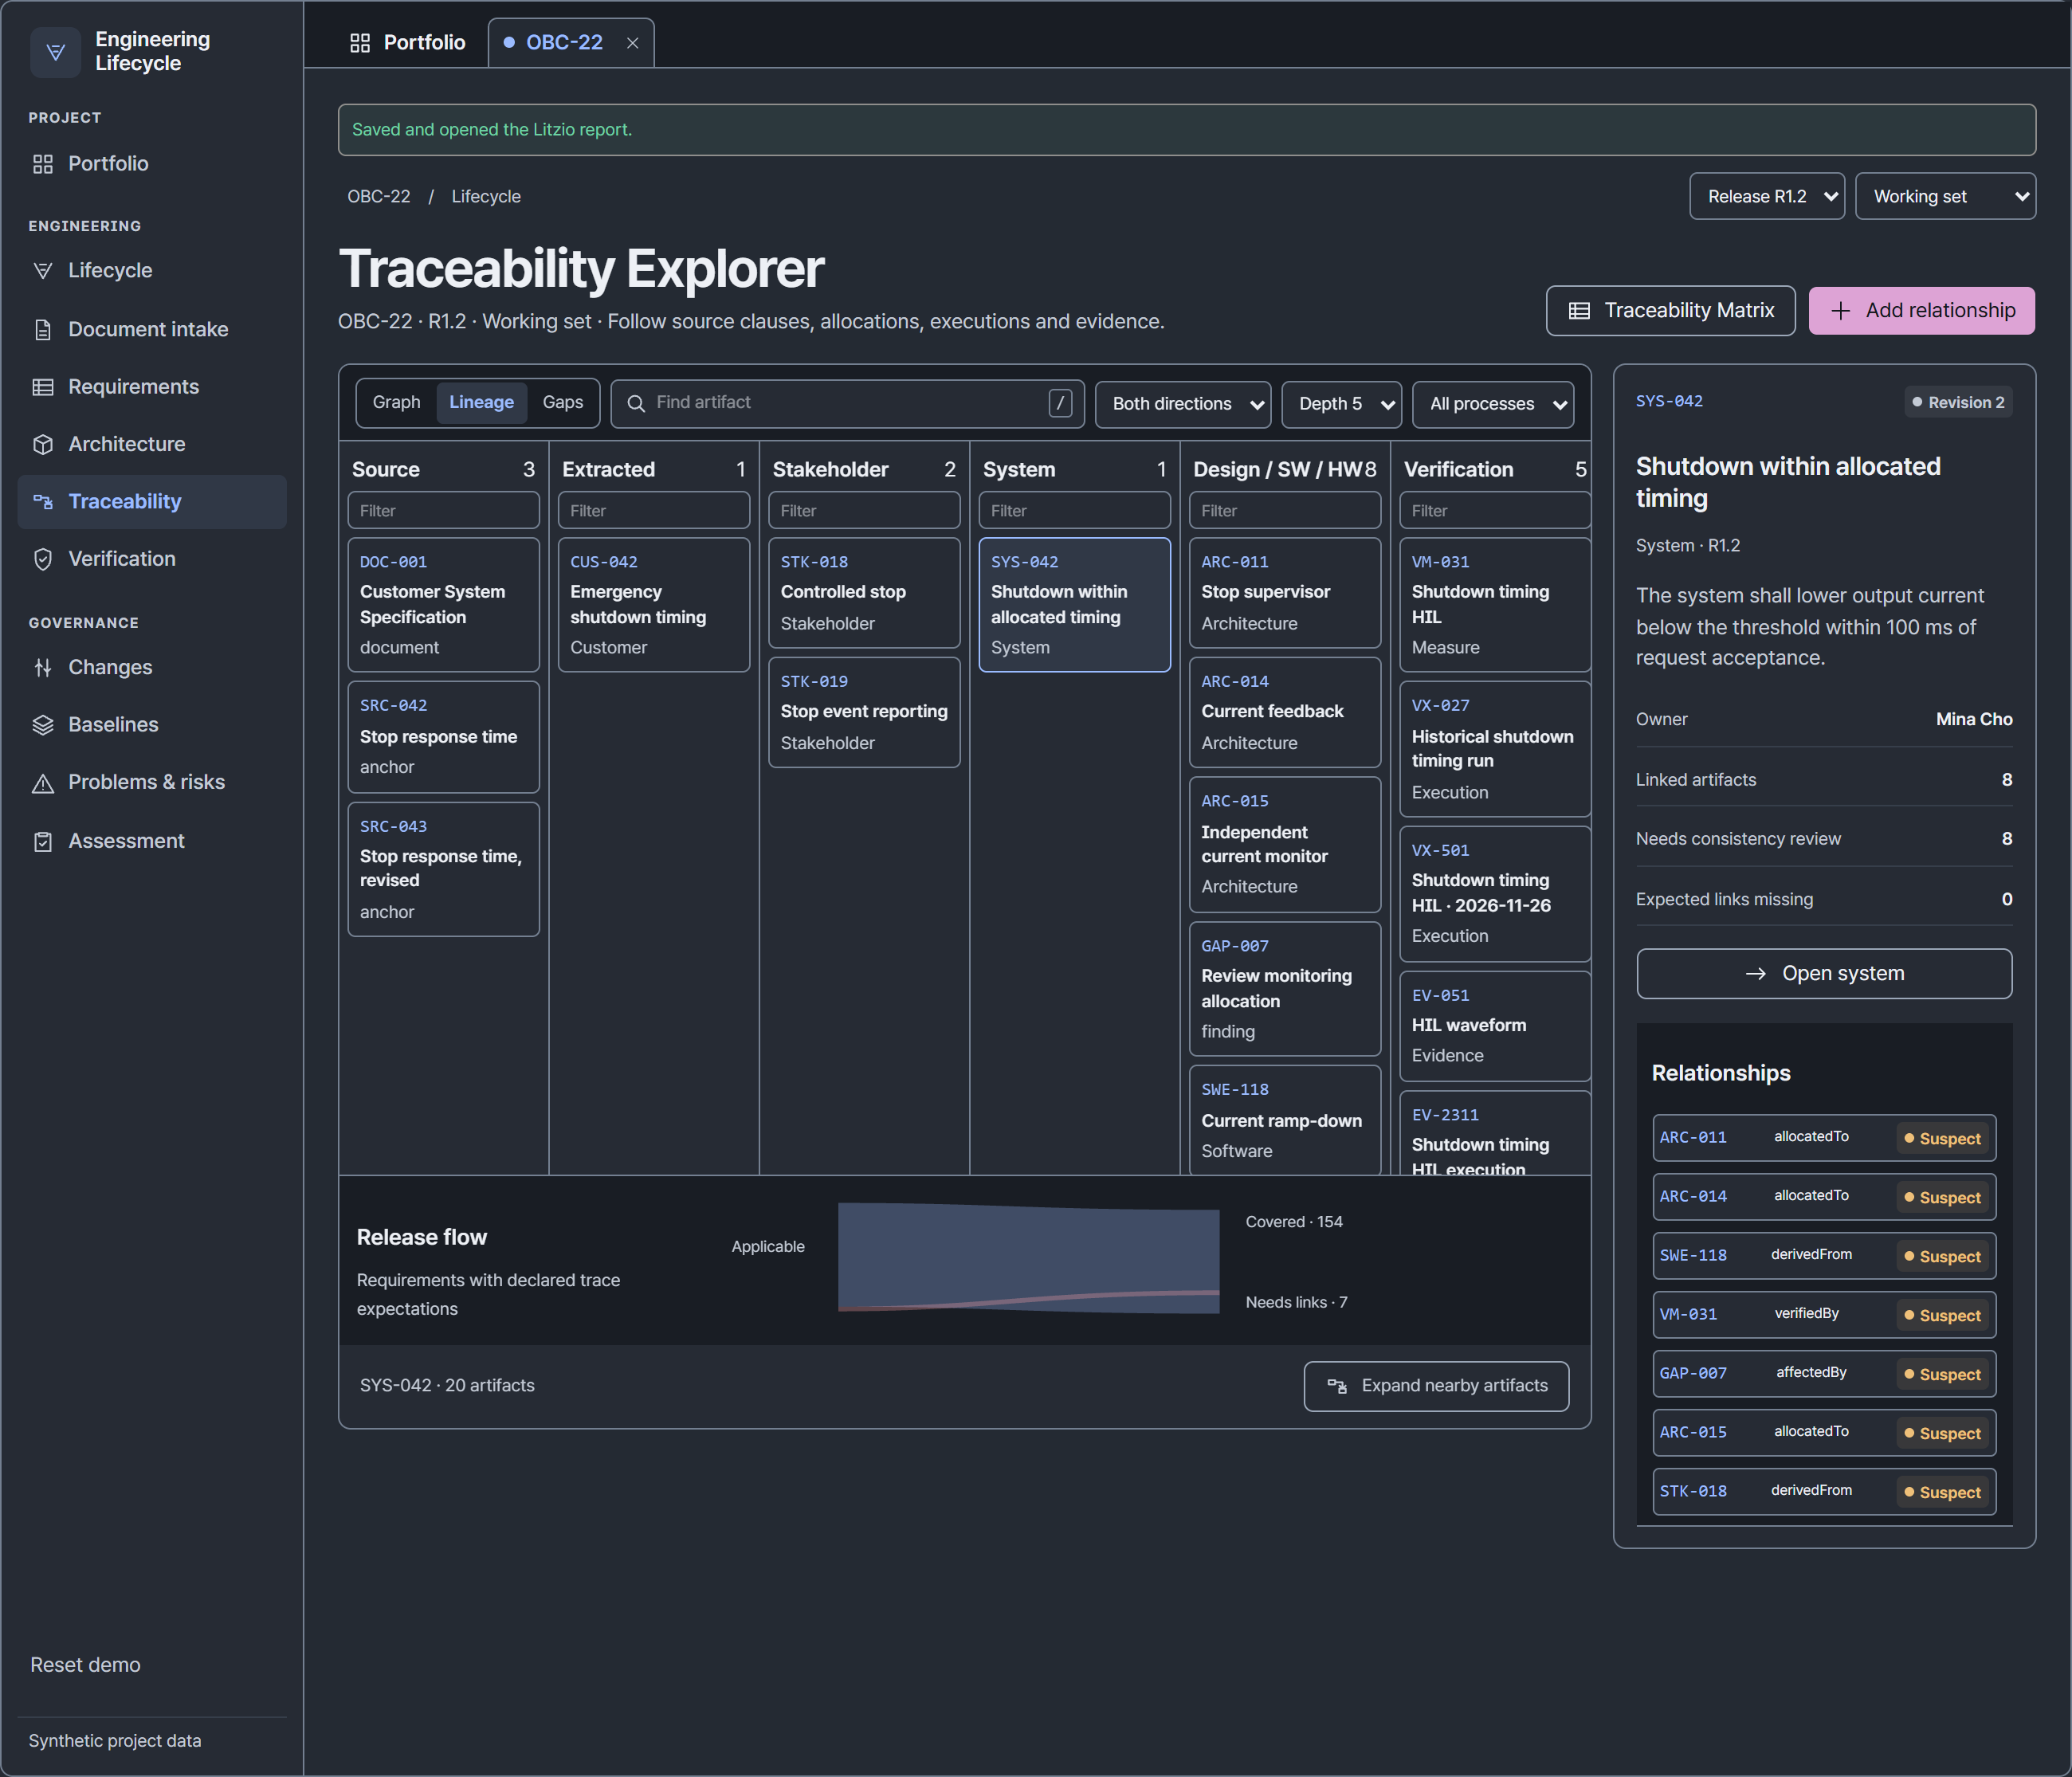 Engineering
Lifecycle
PROJECT
Portfolio
ENGINEERING
Lifecycle
Document intake
Requirements
Architecture
Traceability
Verification
GOVERNANCE
Changes
Baselines
Problems & risks
Assessment
Reset demo
Synthetic project data
Portfolio
OBC-22
Saved and opened the Litzio report.
OBC-22 / Lifecycle
Release R1.2
Working set
Traceability Explorer
OBC-22 · R1.2 · Working set · Follow source clauses, allocations, executions and evidence.
Traceability Matrix
Add relationship
Graph
Lineage
Gaps
Find artifact
/
Both directions
Depth 5
All processes
Source 3
Filter
DOC-001
Customer System
Specification
document
SRC-042
Stop response time
anchor
SRC-043
Stop response time,
revised
anchor
Extracted 1
Filter
CUS-042
Emergency
shutdown timing
Customer
Stakeholder 2
Filter
STK-018
Controlled stop
Stakeholder
STK-019
Stop event reporting
Stakeholder
System 1
Filter
SYS-042
Shutdown within
allocated timing
System
Design / SW / HW 8
Filter
ARC-011
Stop supervisor
Architecture
ARC-014
Current feedback
Architecture
ARC-015
Independent
current monitor
Architecture
GAP-007
Review monitoring
allocation
finding
SWE-118
Current ramp-down
Software
Verification 5
Filter
VM-031
Shutdown timing
HIL
Measure
VX-027
Historical shutdown
timing run
Execution
VX-501
Shutdown timing
HIL · 2026-11-26
Execution
EV-051
HIL waveform
Evidence
EV-2311
Shutdown timing
HIL execution
Release flow
Requirements with declared trace
expectations
Applicable
Covered · 154
Needs links · 7
SYS-042 · 20 artifacts
Expand nearby artifacts
SYS-042
Revision 2
Shutdown within allocated
timing
System · R1.2
The system shall lower output current
below the threshold within 100 ms of
request acceptance.
Owner Mina Cho
Linked artifacts 8
Needs consistency review 8
Expected links missing 0
Open system
Relationships
ARC-011 allocatedTo Suspect
ARC-014 allocatedTo Suspect
SWE-118 derivedFrom Suspect
VM-031 verifiedBy Suspect
GAP-007 affectedBy Suspect
ARC-015 allocatedTo Suspect
STK-018 derivedFrom Suspect